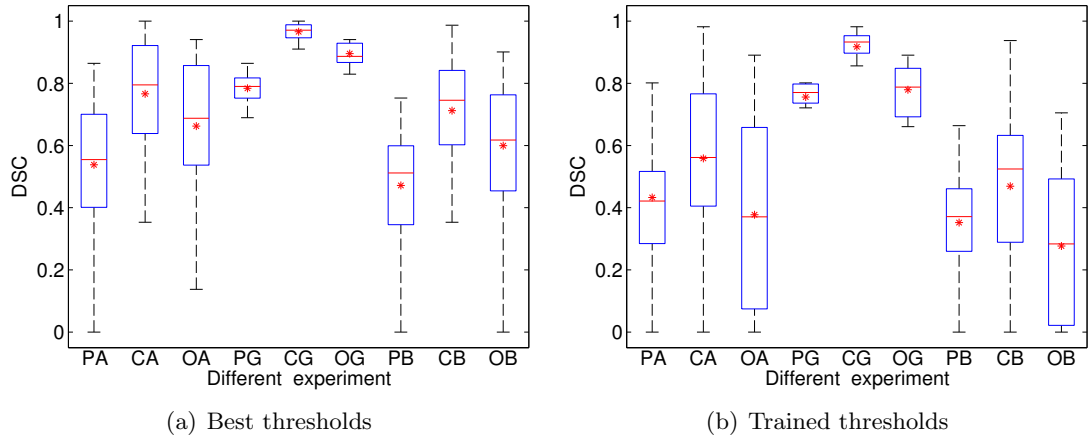 1
0.8
0.6
0.4
0.2
0
DSC
PA CA OA PG CG OG PB CB OB
Different experiment
(a) Best thresholds
1
0.8
0.6
0.4
0.2
0
DSC
PA CA OA PG CG OG PB CB OB
Different experiment
(b) Trained thresholds